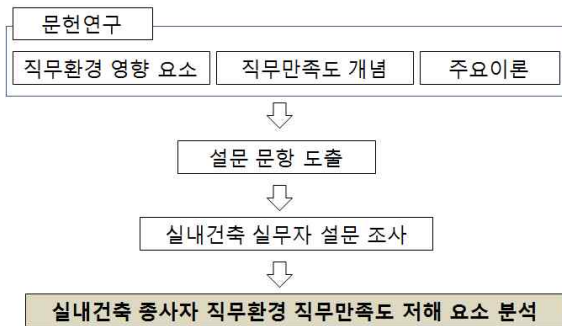 문헌연구
직무환경 영향 요소
직무만족도 개념
주요이론
설문 문항 도출
실내건축 실무자 설문 조사
실내건축 종사자 직무환경 직무만족도 저해 요소 분석